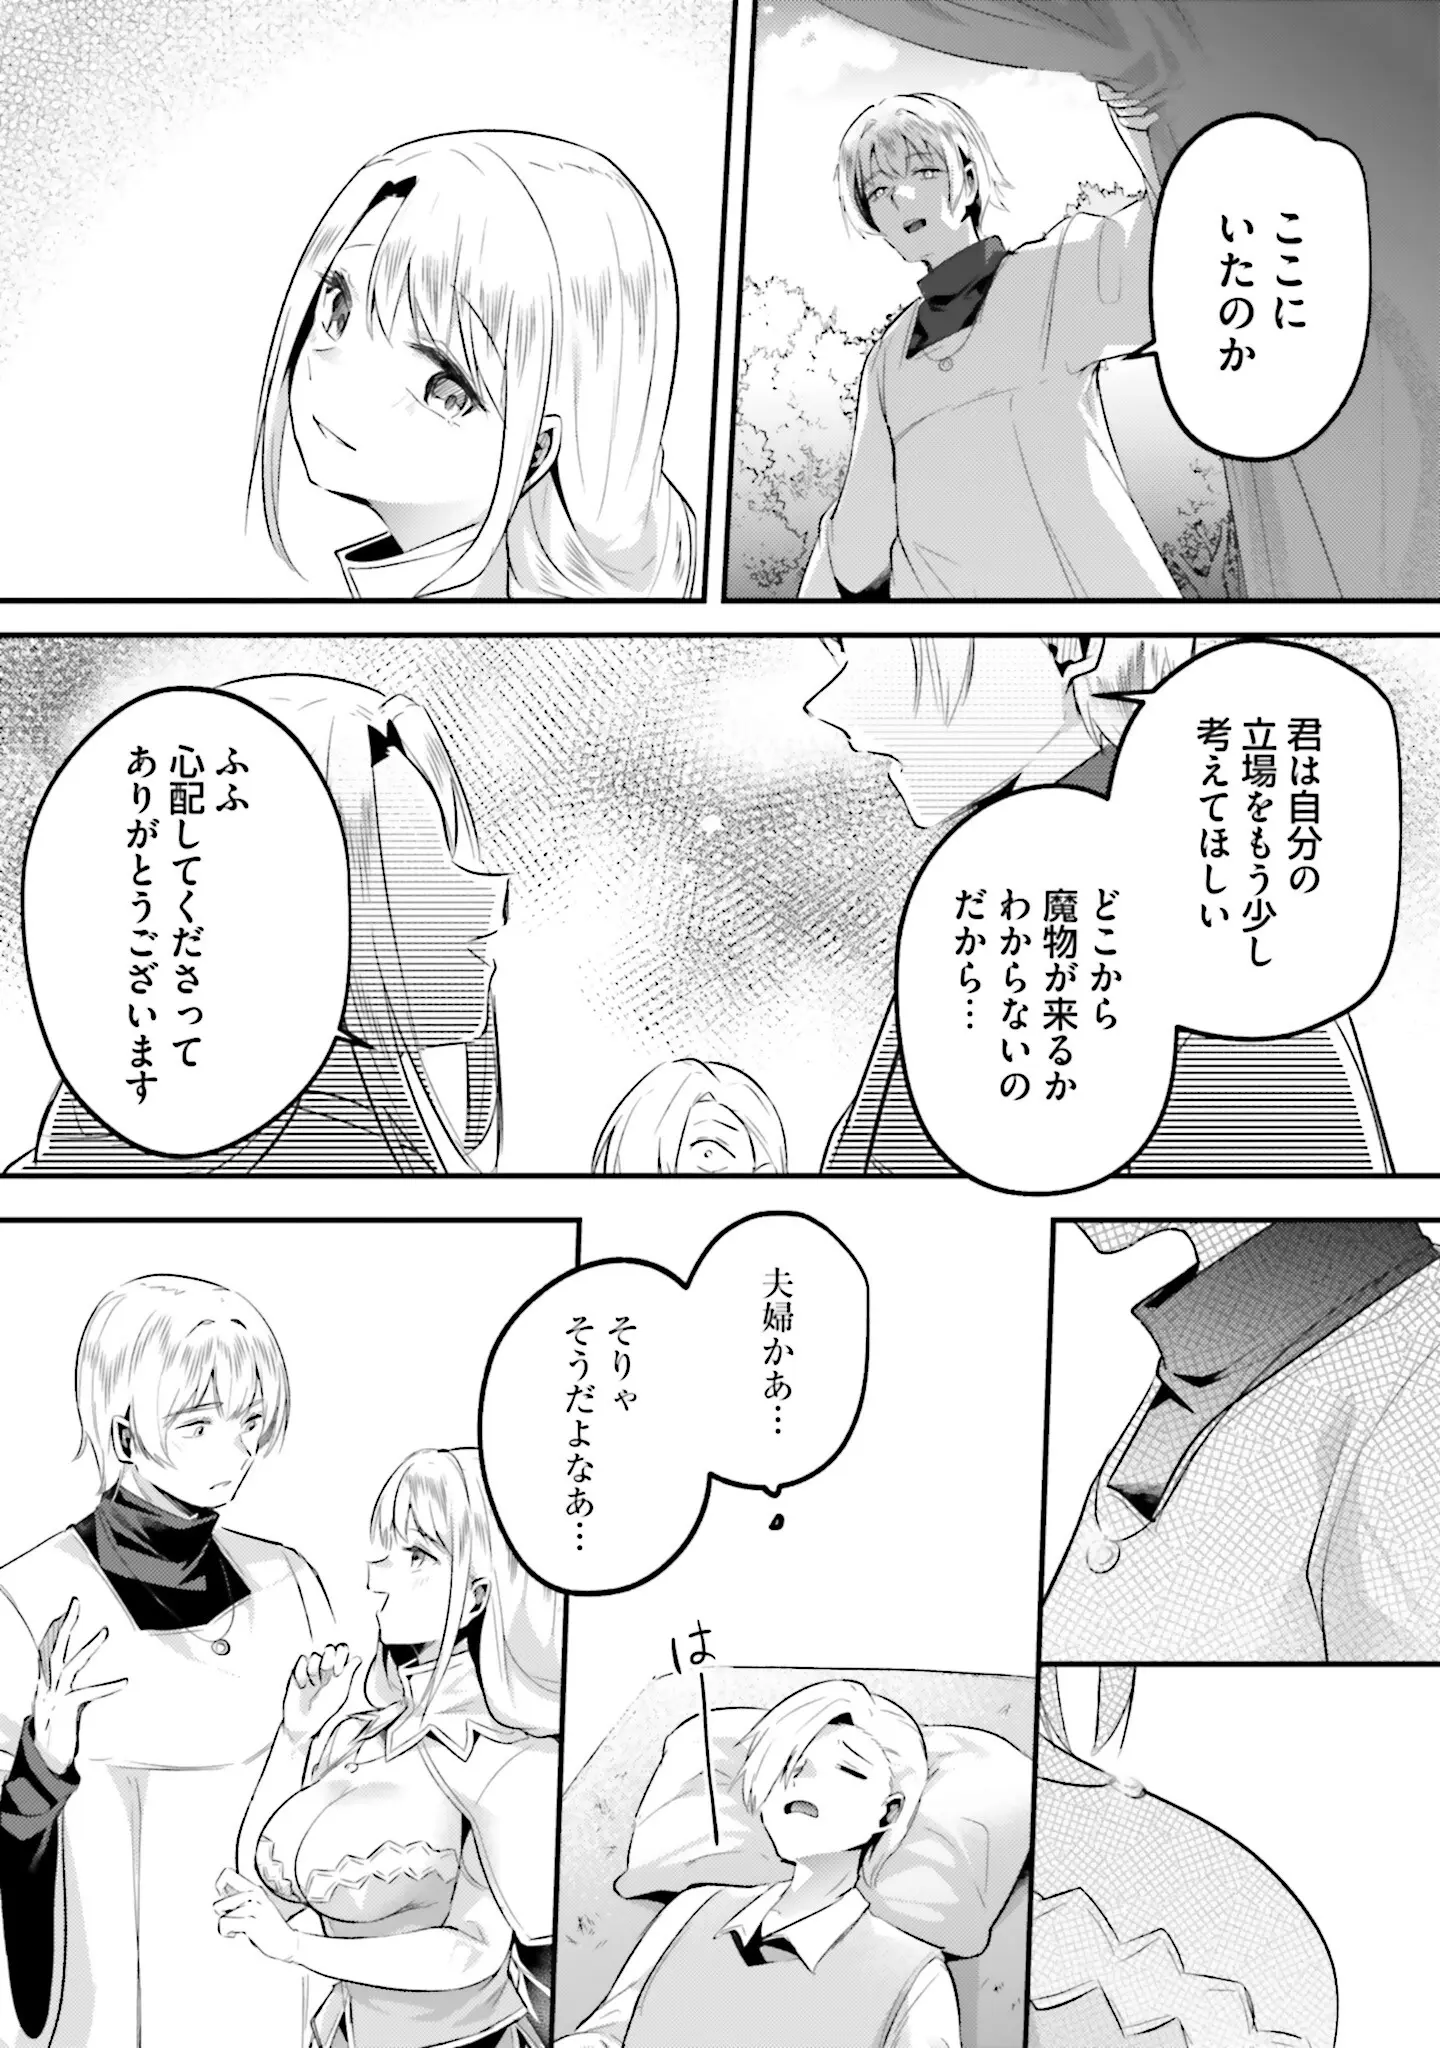 ここに
いたのか
君は自分の
立場をもう少し
考えてほしい
どこから
魔物が来るか
わからないの
だから…
ふふ
心配してくださって
ありがとうございます
夫婦かあ…
そりゃ
そうだよなあ…
は